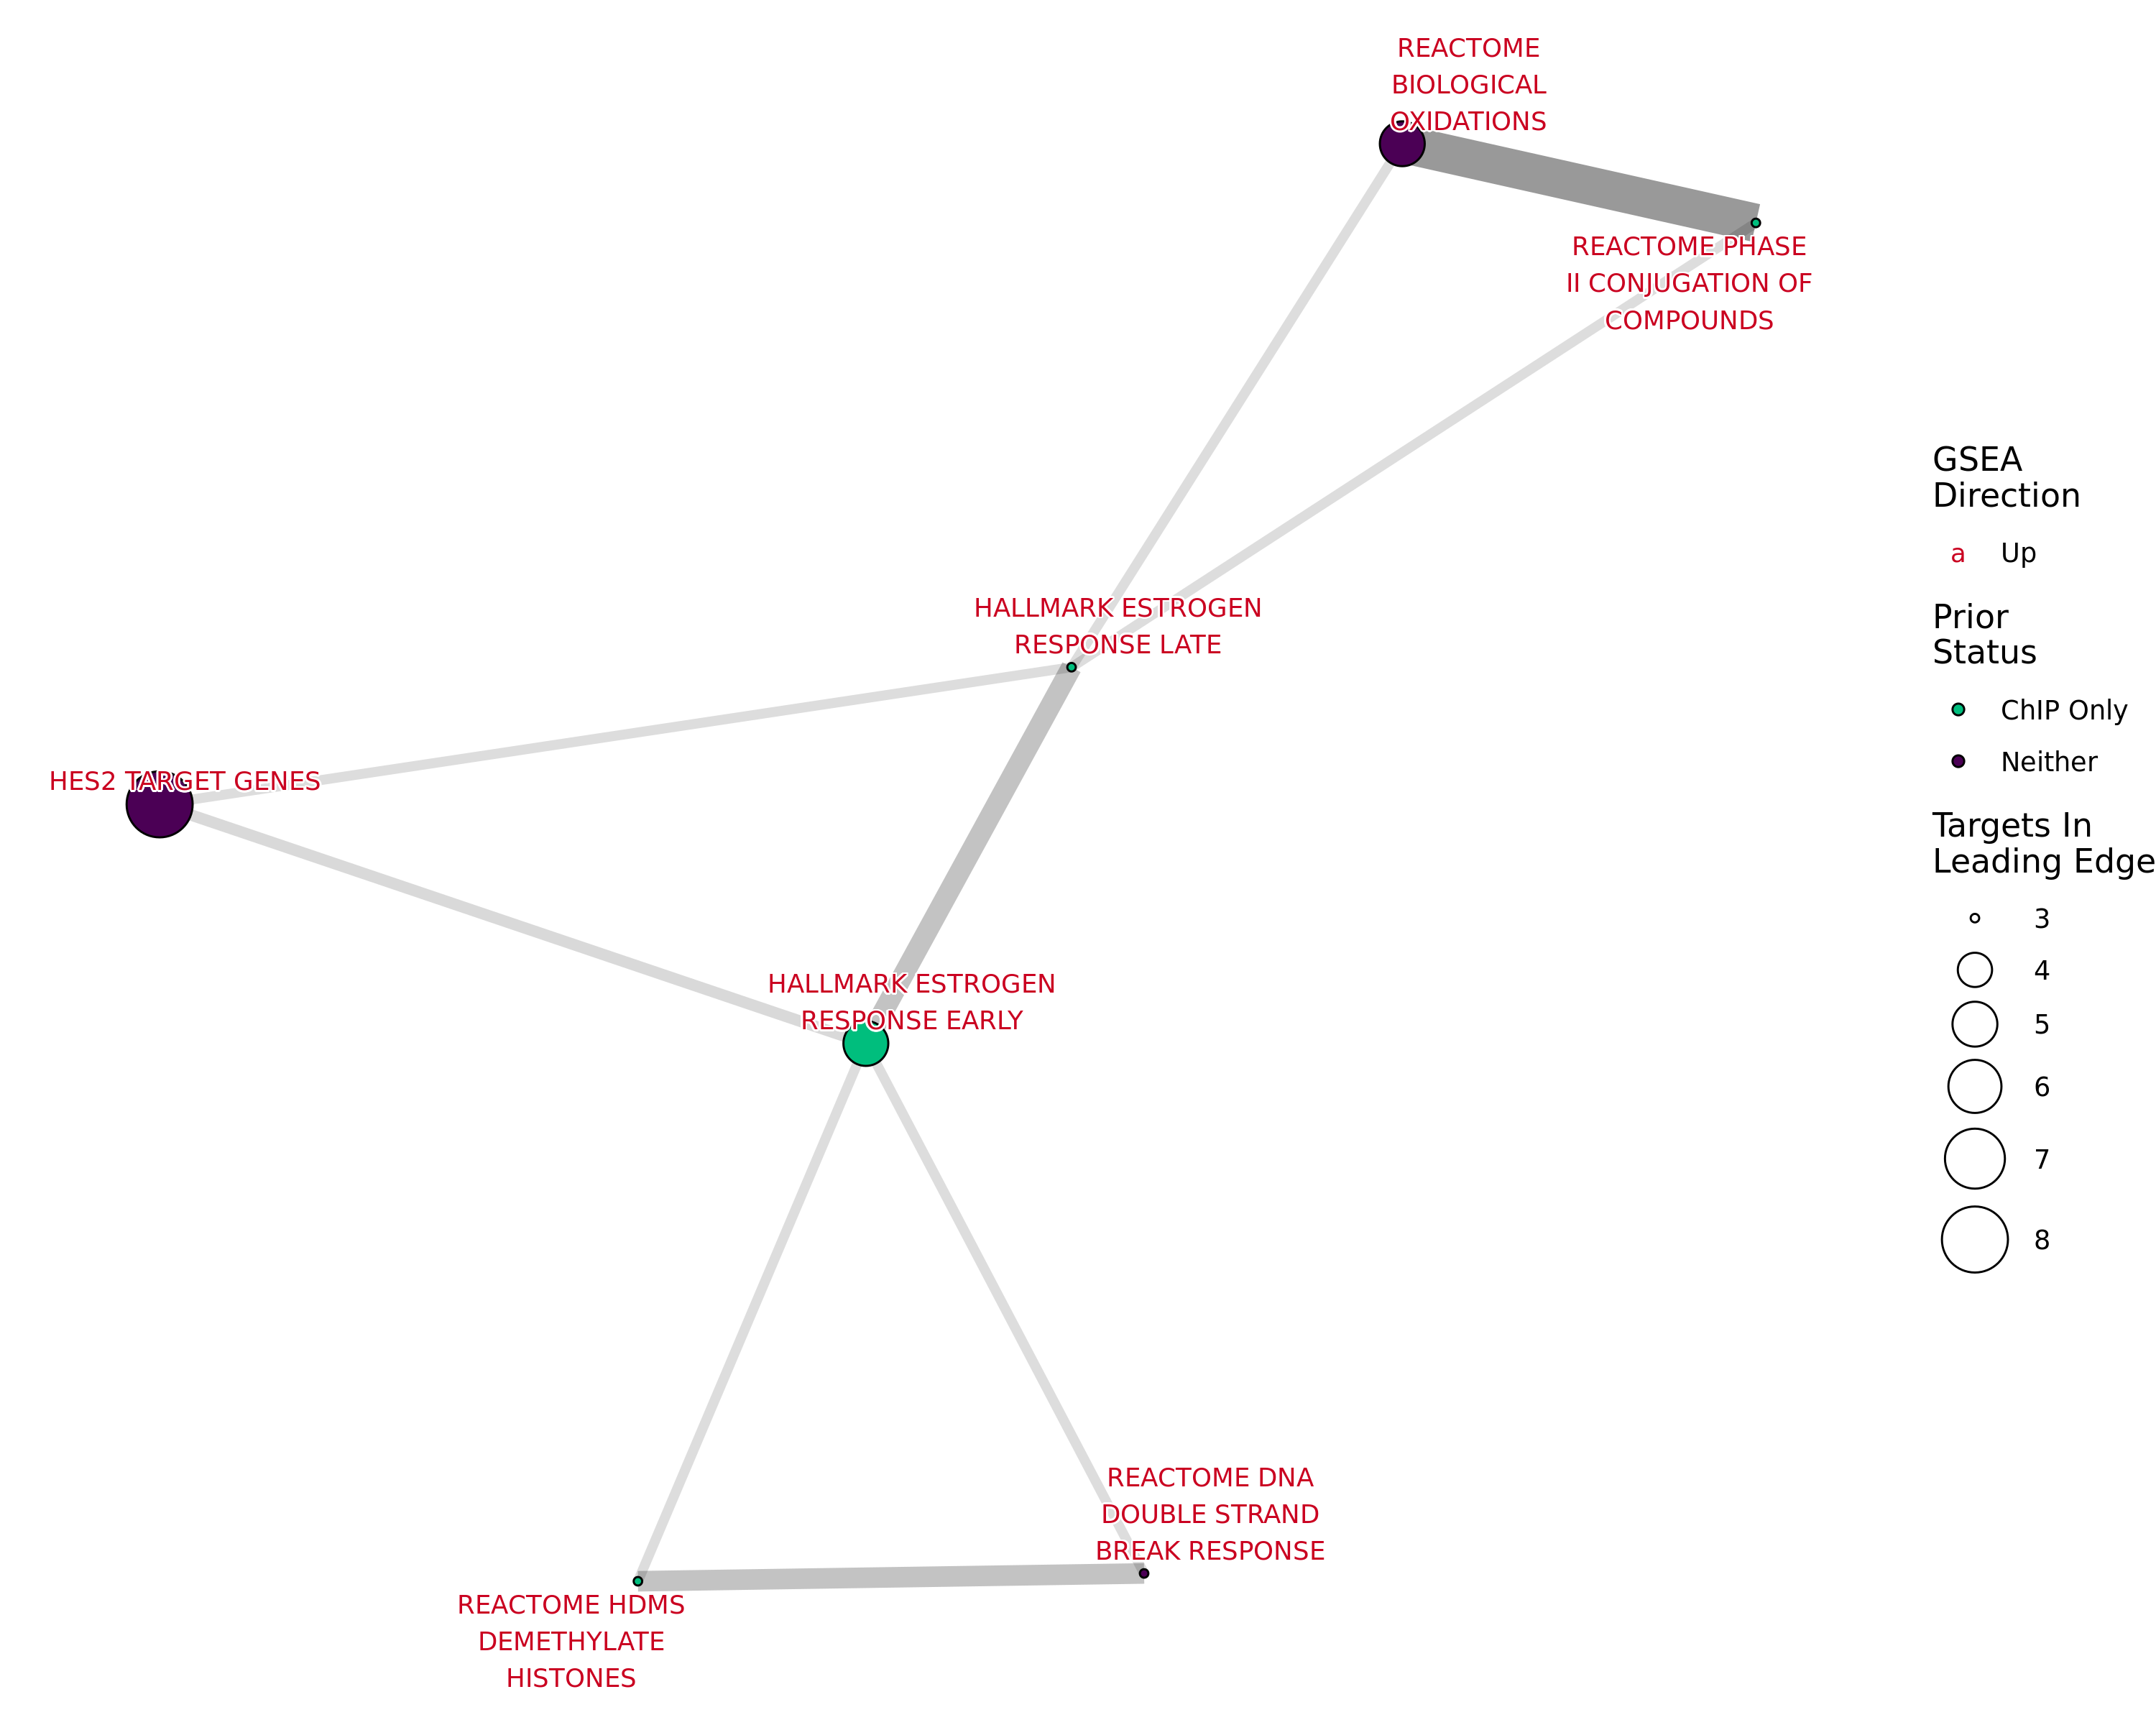 REACTOME
BIOLOGICAL
OXIDATIONS
REACTOME PHASE
II CONJUGATION OF
COMPOUNDS
HALLMARK ESTROGEN
RESPONSE LATE
HES2 TARGET GENES
HALLMARK ESTROGEN
RESPONSE EARLY
REACTOME DNA
DOUBLE STRAND
BREAK RESPONSE
REACTOME HDMS
DEMETHYLATE
HISTONES
GSEA
Direction
a Up
Prior
Status
ChIP Only
Neither
Targets In
Leading Edge
3
4
5
6
7
8